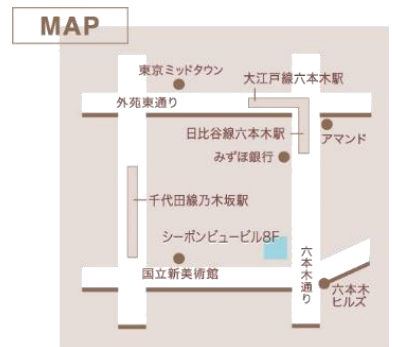 MAP
東京ミッドタウン
大江戸線六本木駅
外苑東通り
日比谷線六本木駅
アマンド
みずほ銀行
千代田線乃木坂駅
シーボンビュービル8F
国立新美術館
六本木通り
六本木
ヒルズ